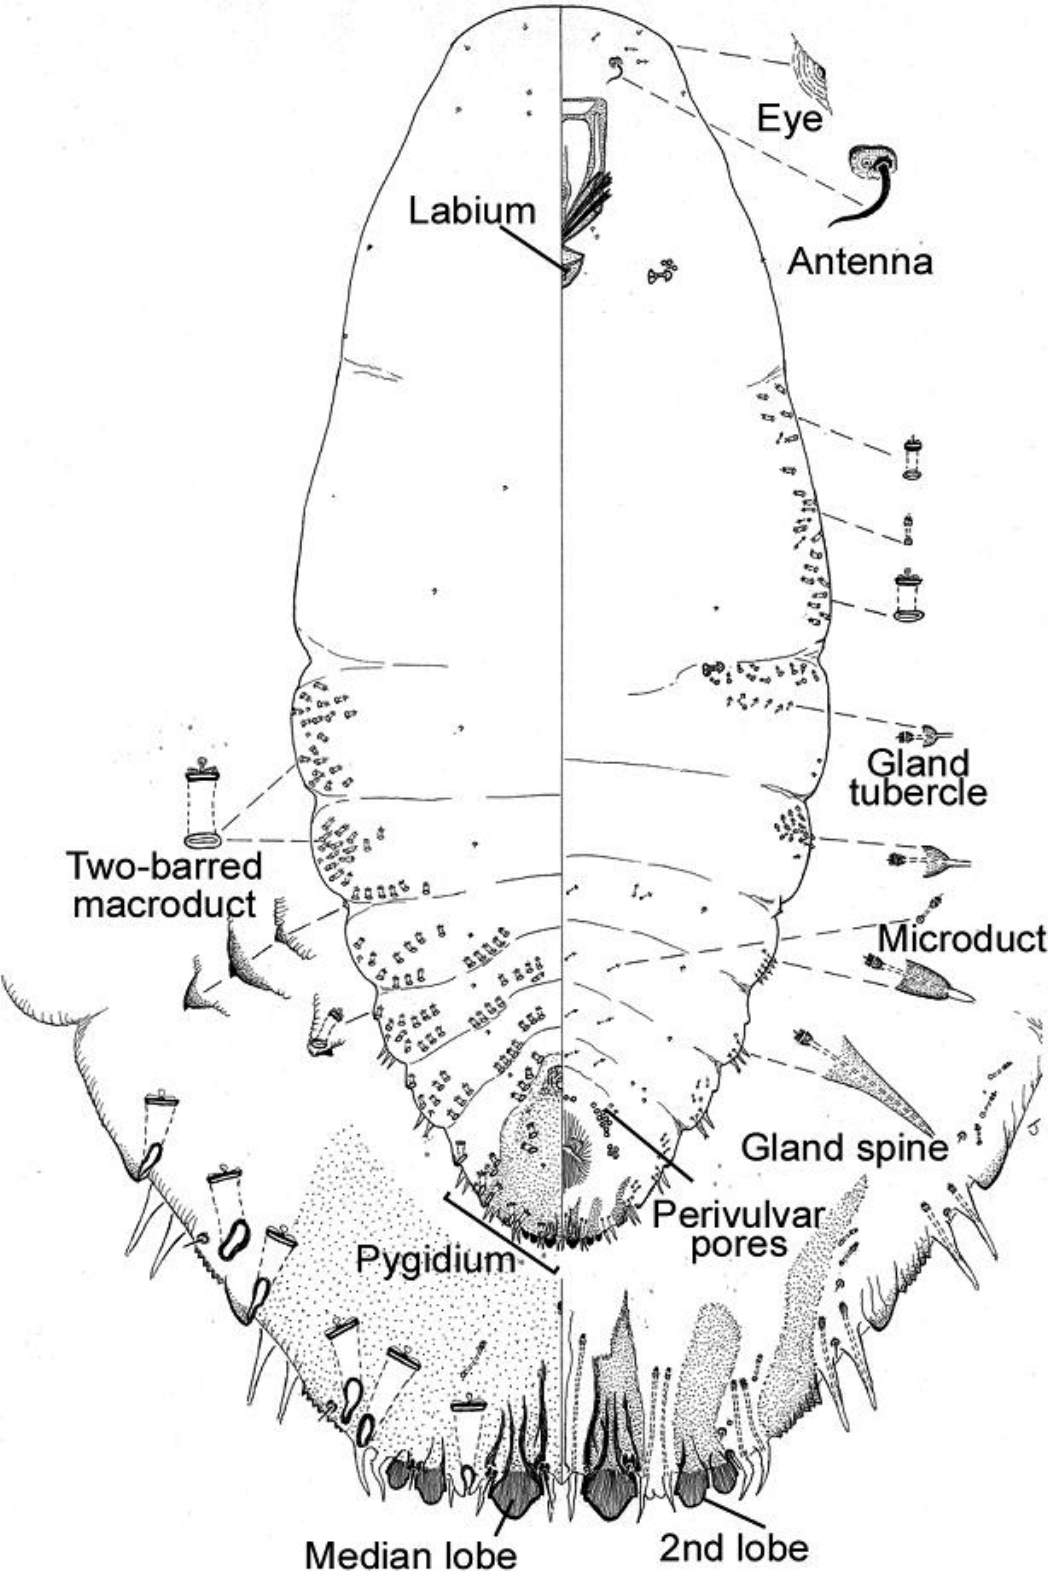 Eye
Labium
Antenna
Gland
tubercle
Two-barred
macroduct
Microduct
Gland spine
Perivulvar
pores
Pygidium
Median lobe
2nd lobe